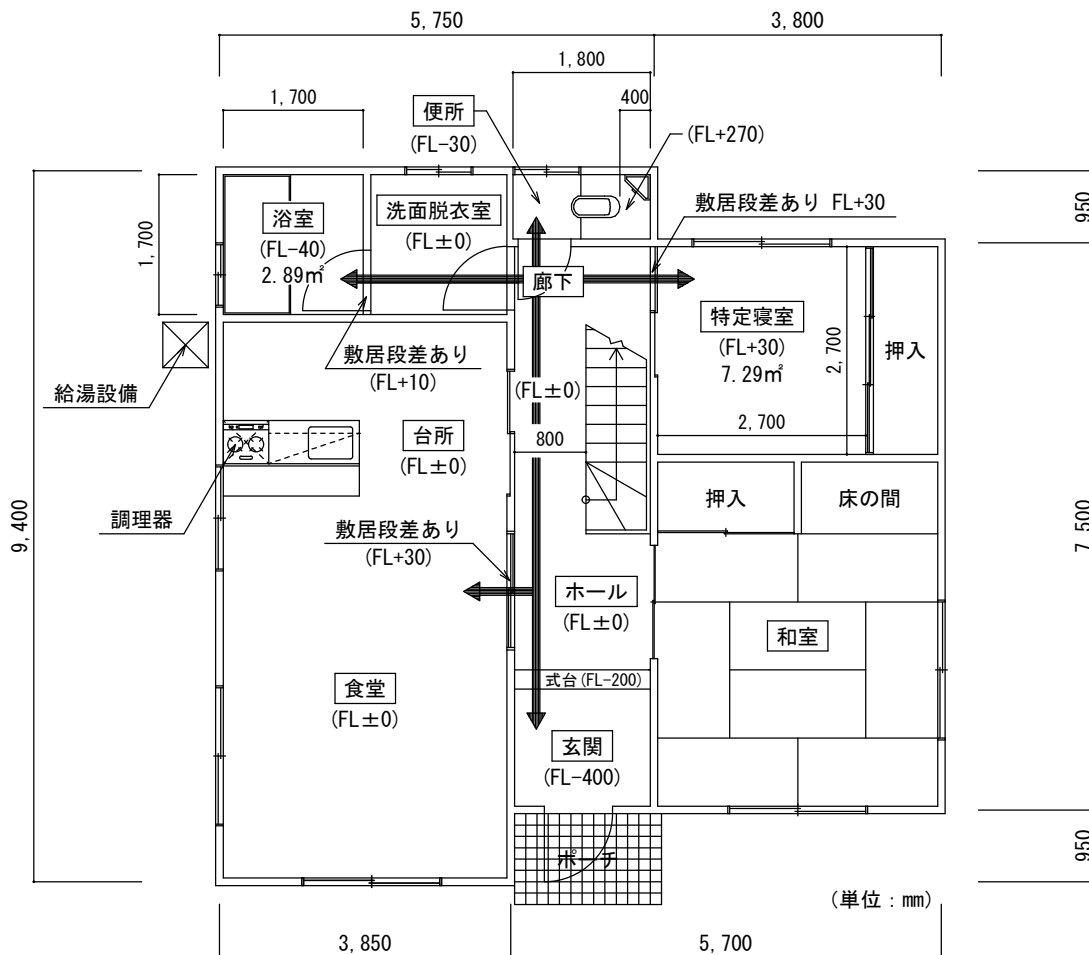 5,750
3,800
1,800
1,700
400
便所
(FL-30)
(FL+270)
950
浴室
(FL-40)
2.89㎡
洗面脱衣室
(FL±0)
敷居段差あり FL+30
1,700
廊下
特定寝室
(FL+30)
7.29㎡
2,700
押入
給湯設備
敷居段差あり
(FL+10)
(FL±0)
2,700
台所
(FL±0)
800
押入
床の間
調理器
9,400
7,500
敷居段差あり
(FL+30)
ホール
(FL±0)
和室
式台(FL-200)
食堂
(FL±0)
玄関
(FL-400)
ポーチ
950
(単位:㎜)
3,850
5,700